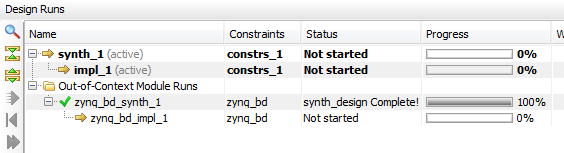 Design Runs
Name Constraints Status Progress W
synth_1 (active) constrs_1 Not started 0%
impl_1 (active) constrs_1 Not started 0%
Out-of-Context Module Runs
zynq_bd_synth_1 zynq_bd synth_design Complete! 100%
zynq_bd_impl_1 zynq_bd Not started 0%